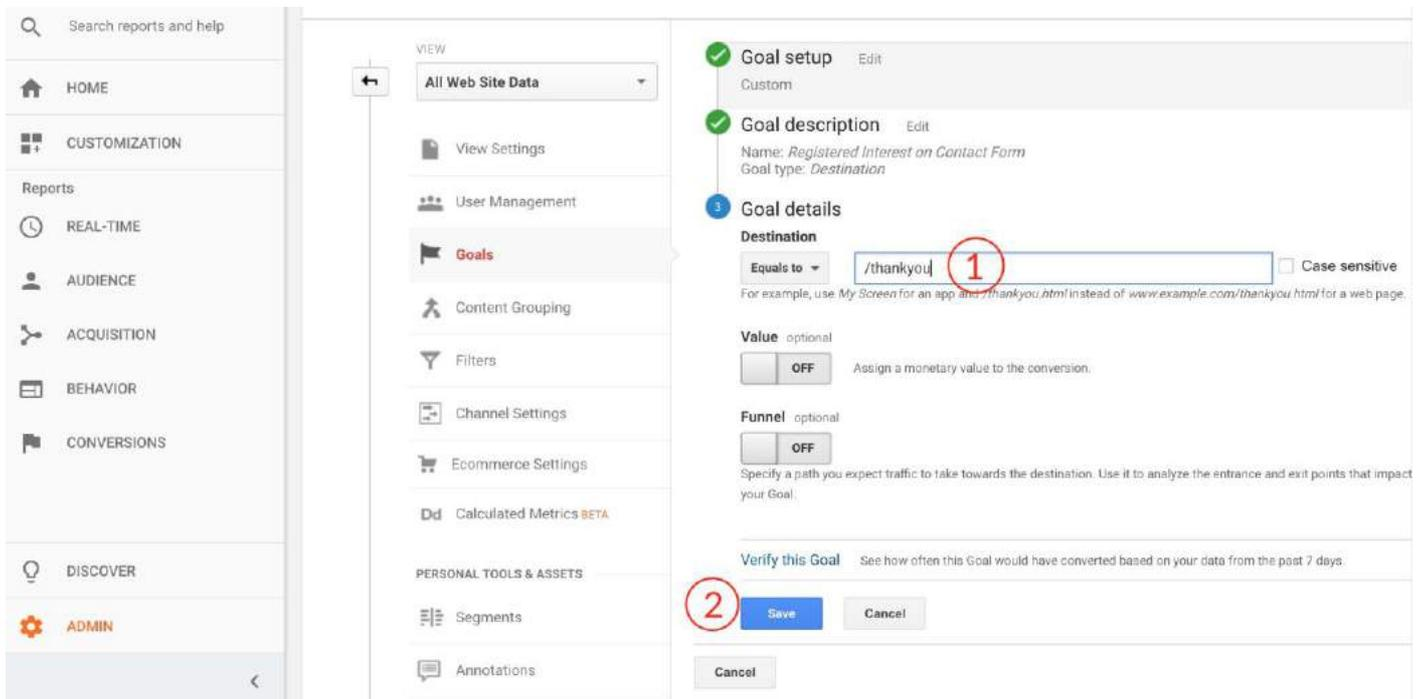 Search reports and help
HOME
CUSTOMIZATION
Reports
REAL-TIME
AUDIENCE
ACQUISITION
BEHAVIOR
CONVERSIONS
DISCOVER
ADMIN
VIEW
All Web Site Data
View Settings
User Management
Goals
Content Grouping
Filters
Channel Settings
Ecommerce Settings
Dd Calculated Metrics BETA
PERSONAL TOOLS & ASSETS
Segments
Annotations
Goal setup Edit
Custom
Goal description Edit
Name: Registered Interest on Contact Form
Goal type: Destination
3 Goal details
Destination
Equals to /thankyou 1 Case sensitive
For example, use My Screen for an app and /thankyou.html instead of www.example.com/thankyou.html for a web page.
Value optional
OFF Assign a monetary value to the conversion.
Funnel optional
OFF
Specify a path you expect traffic to take towards the destination. Use it to analyze the entrance and exit points that impact
your Goal.
Verify this Goal See how often this Goal would have converted based on your data from the past 7 days.
2 Save Cancel
Cancel